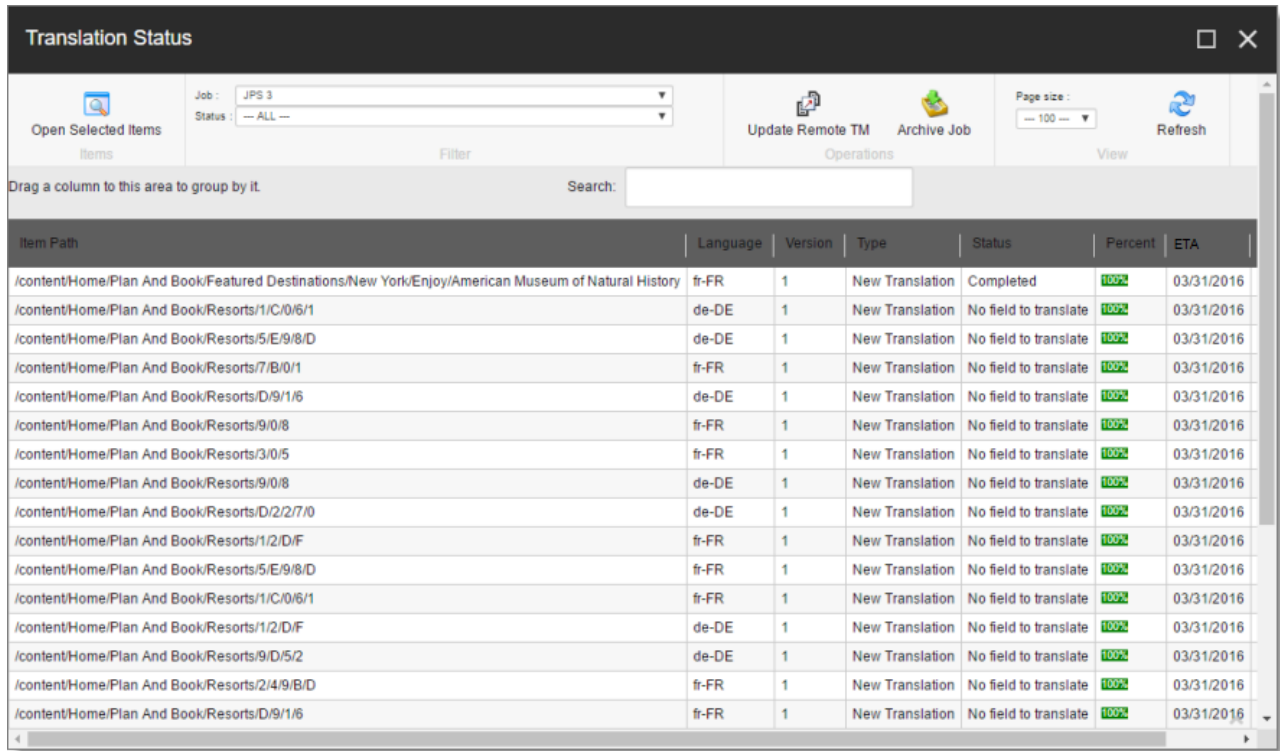 Translation Status
Job : JPS 3
Status : --- ALL ---
Page size :
--- 100 ---
Open Selected Items Update Remote TM Archive Job Refresh
Items Filter Operations View
Drag a column to this area to group by it. Search:
Item Path Language Version Type Status Percent ETA
/content/Home/Plan And Book/Featured Destinations/New York/Enjoy/American Museum of Natural History fr-FR 1 New Translation Completed 100% 03/31/2016
/content/Home/Plan And Book/Resorts/1/C/0/6/1 de-DE 1 New Translation No field to translate 100% 03/31/2016
/content/Home/Plan And Book/Resorts/5/E/9/8/D de-DE 1 New Translation No field to translate 100% 03/31/2016
/content/Home/Plan And Book/Resorts/7/B/0/1 fr-FR 1 New Translation No field to translate 100% 03/31/2016
/content/Home/Plan And Book/Resorts/D/9/1/6 de-DE 1 New Translation No field to translate 100% 03/31/2016
/content/Home/Plan And Book/Resorts/9/0/8 fr-FR 1 New Translation No field to translate 100% 03/31/2016
/content/Home/Plan And Book/Resorts/3/0/5 fr-FR 1 New Translation No field to translate 100% 03/31/2016
/content/Home/Plan And Book/Resorts/9/0/8 de-DE 1 New Translation No field to translate 100% 03/31/2016
/content/Home/Plan And Book/Resorts/D/2/2/7/0 de-DE 1 New Translation No field to translate 100% 03/31/2016
/content/Home/Plan And Book/Resorts/1/2/D/F fr-FR 1 New Translation No field to translate 100% 03/31/2016
/content/Home/Plan And Book/Resorts/5/E/9/8/D fr-FR 1 New Translation No field to translate 100% 03/31/2016
/content/Home/Plan And Book/Resorts/1/C/0/6/1 fr-FR 1 New Translation No field to translate 100% 03/31/2016
/content/Home/Plan And Book/Resorts/1/2/D/F de-DE 1 New Translation No field to translate 100% 03/31/2016
/content/Home/Plan And Book/Resorts/9/D/5/2 de-DE 1 New Translation No field to translate 100% 03/31/2016
/content/Home/Plan And Book/Resorts/2/4/9/B/D fr-FR 1 New Translation No field to translate 100% 03/31/2016
/content/Home/Plan And Book/Resorts/D/9/1/6 fr-FR 1 New Translation No field to translate 100% 03/31/2016